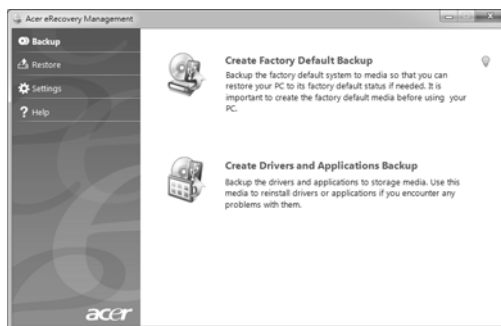 Acer eRecovery Management
Backup
Restore
Settings
? Help
Create Factory Default Backup
Backup the factory default system to media so that you can
restore your PC to its factory default status if needed. It is
important to create the factory default media before using your
PC.
Create Drivers and Applications Backup
Backup the drivers and applications to storage media. Use this
media to reinstall drivers or applications if you encounter any
problems with them.
acer